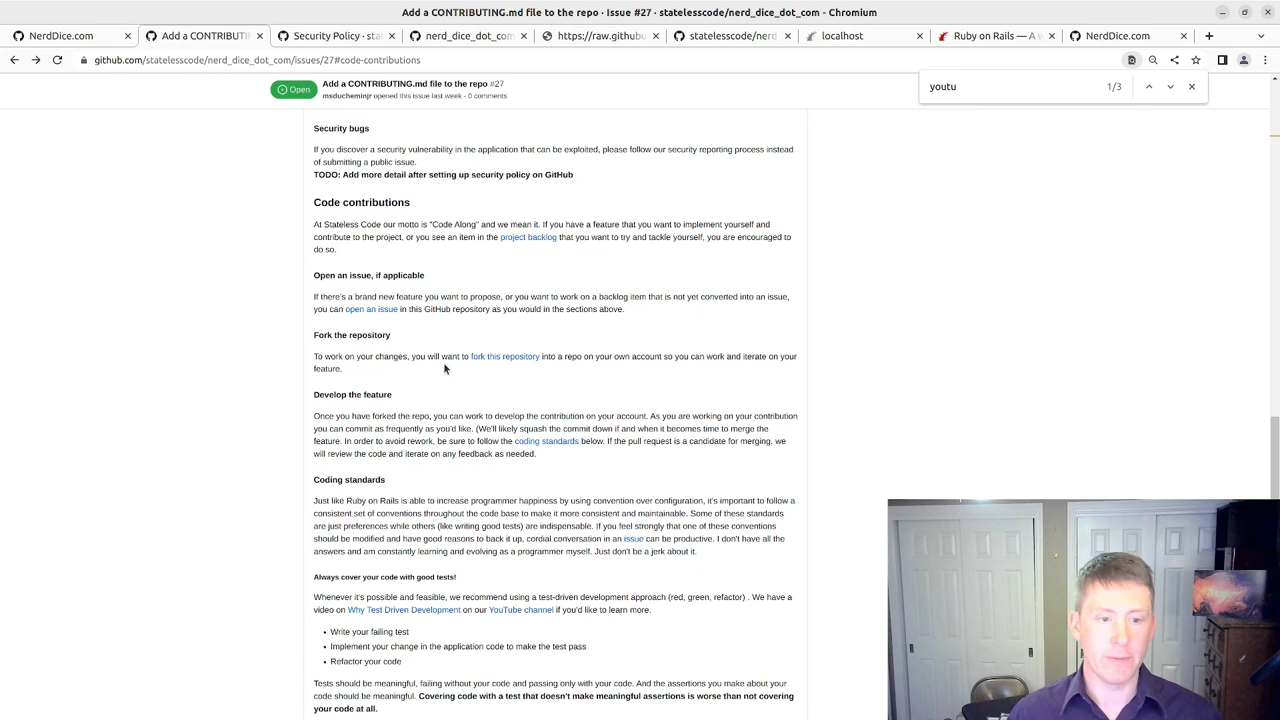 Add a CONTRIBUTING.md file to the repo · Issue #27 · statelesscode/nerd_dice_dot_com - Chromium
NerdDice.com
Add a CONTRIBUTI
Security Policy · sta
nerd_dice_dot_com
https://raw.githubu
statelesscode/nerd
localhost
Ruby on Rails — A w
NerdDice.com
github.com/statelesscode/nerd_dice_dot_com/issues/27#code-contributions
youtu
1/3
Open
Add a CONTRIBUTING.md file to the repo #27
msducheminjr opened this issue last week · 0 comments
Security bugs
If you discover a security vulnerability in the application that can be exploited, please follow our security reporting process instead
of submitting a public issue.
TODO: Add more detail after setting up security policy on GitHub
Code contributions
At Stateless Code our motto is "Code Along" and we mean it. If you have a feature that you want to implement yourself and
contribute to the project, or you see an item in the project backlog that you want to try and tackle yourself, you are encouraged to
do so.
Open an issue, if applicable
If there's a brand new feature you want to propose, or you want to work on a backlog item that is not yet converted into an issue,
you can open an issue in this GitHub repository as you would in the sections above.
Fork the repository
To work on your changes, you will want to fork this repository into a repo on your own account so you can work and iterate on your
feature.
Develop the feature
Once you have forked the repo, you can work to develop the contribution on your account. As you are working on your contribution
you can commit as frequently as you'd like. (We'll likely squash the commit down if and when it becomes time to merge the
feature. In order to avoid rework, be sure to follow the coding standards below. If the pull request is a candidate for merging, we
will review the code and iterate on any feedback as needed.
Coding standards
Just like Ruby on Rails is able to increase programmer happiness by using convention over configuration, it's important to follow a
consistent set of conventions throughout the code base to make it more consistent and maintainable. Some of these standards
are just preferences while others (like writing good tests) are indispensable. If you feel strongly that one of these conventions
should be modified and have good reasons to back it up, cordial conversation in an issue can be productive. I don't have all the
answers and am constantly learning and evolving as a programmer myself. Just don't be a jerk about it.
Always cover your code with good tests!
Whenever it's possible and feasible, we recommend using a test-driven development approach (red, green, refactor) . We have a
video on Why Test Driven Development on our YouTube channel if you'd like to learn more.
• Write your failing test
• Implement your change in the application code to make the test pass
• Refactor your code
Tests should be meaningful, failing without your code and passing only with your code. And the assertions you make about your
code should be meaningful. Covering code with a test that doesn't make meaningful assertions is worse than not covering
your code at all.